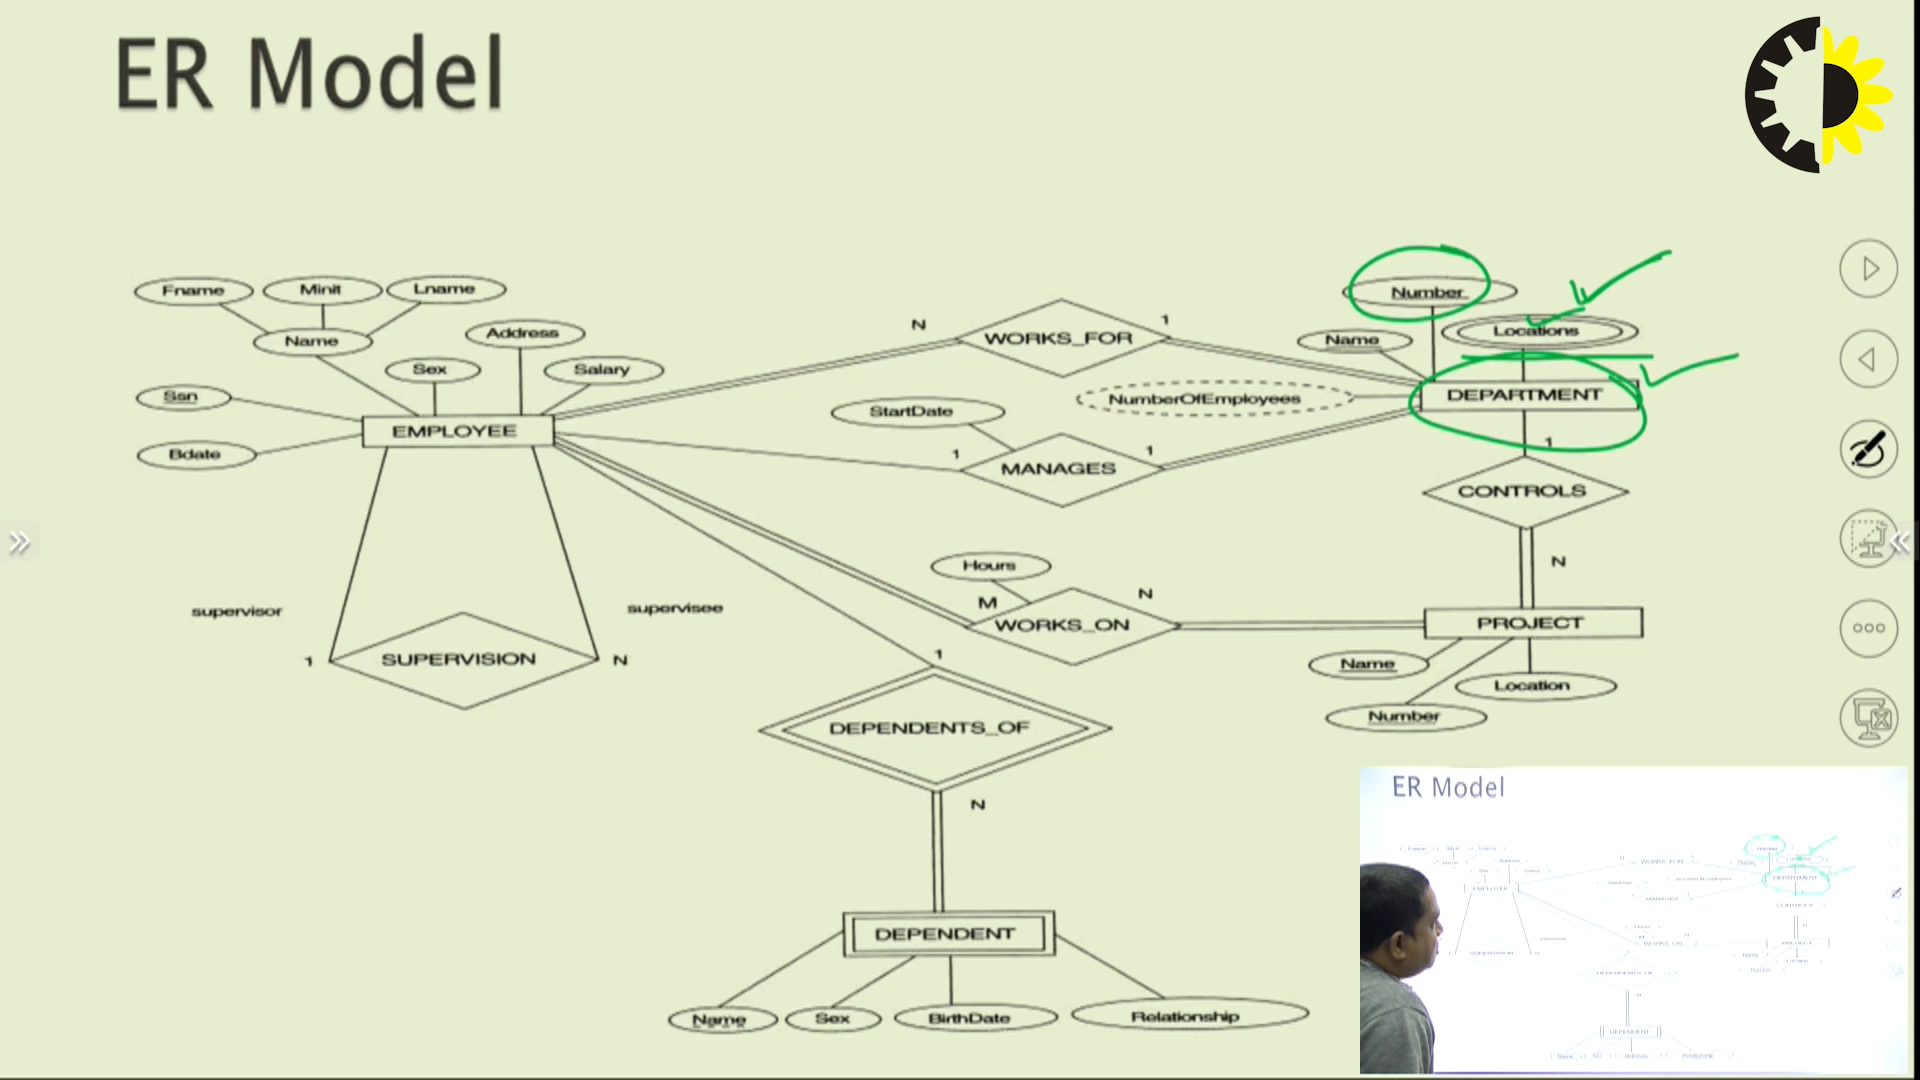 ER Model
Fname
Minit
Lname
Number
Name
Address
WORKS_FOR
N
1
Name
Locations
Sex
Salary
Ssn
StartDate
NumberOfEmployees
DEPARTMENT
EMPLOYEE
Bdate
1
MANAGES
1
1
CONTROLS
Hours
N
supervisor
supervisee
M
N
WORKS_ON
PROJECT
1
SUPERVISION
N
1
Name
Location
Number
DEPENDENTS_OF
N
DEPENDENT
Name
Sex
BirthDate
Relationship
ER Model